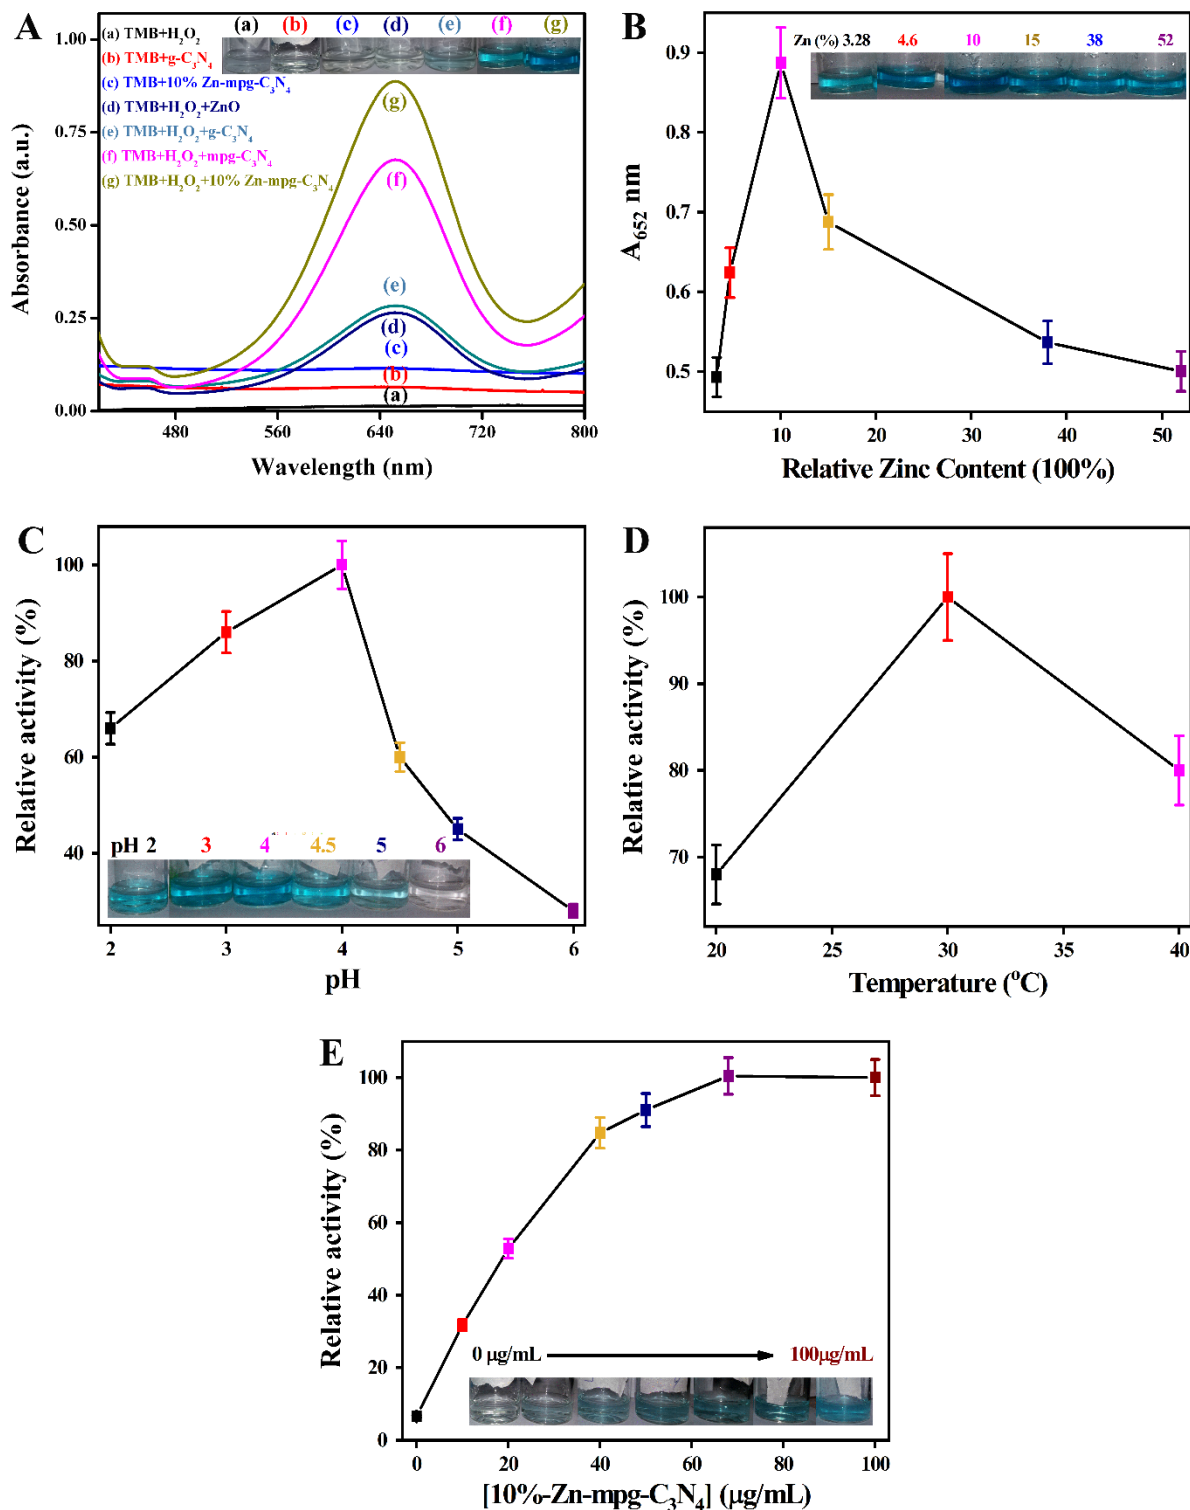 A
(a) (b) (c) (d) (e) (f) (g)
(a) TMB+H₂O₂
(b) TMB+g-C₃N₄
(c) TMB+10% Zn-mpg-C₃N₄
(d) TMB+H₂O₂+ZnO
(e) TMB+H₂O₂+g-C₃N₄
(f) TMB+H₂O₂+mpg-C₃N₄
(g) TMB+H₂O₂+10% Zn-mpg-C₃N₄
(g)
(f)
(e)
(d)
(c)
(b)
(a)
1.00
0.75
0.50
0.25
0.00
Absorbance (a.u.)
480 560 640 720 800
Wavelength (nm)
B
Zn (%) 3.28 4.6 10 15 38 52
0.9
0.8
0.7
0.6
0.5
A₆₅₂ nm
10 20 30 40 50
Relative Zinc Content (100%)
C
100
80
60
40
Relative activity (%)
pH 2 3 4 4.5 5 6
2 3 4 5 6
pH
D
100
90
80
70
Relative activity (%)
20 25 30 35 40
Temperature (°C)
E
100
80
60
40
20
0
Relative activity (%)
0 µg/mL 100µg/mL
0 20 40 60 80 100
[10%-Zn-mpg-C₃N₄] (µg/mL)